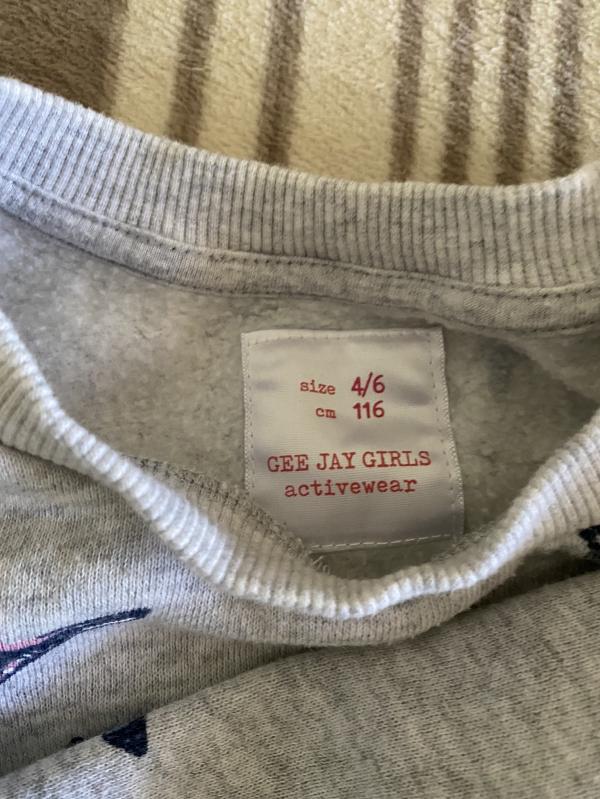 size 4/6
cm 116
GEE JAY GIRLS
activewear